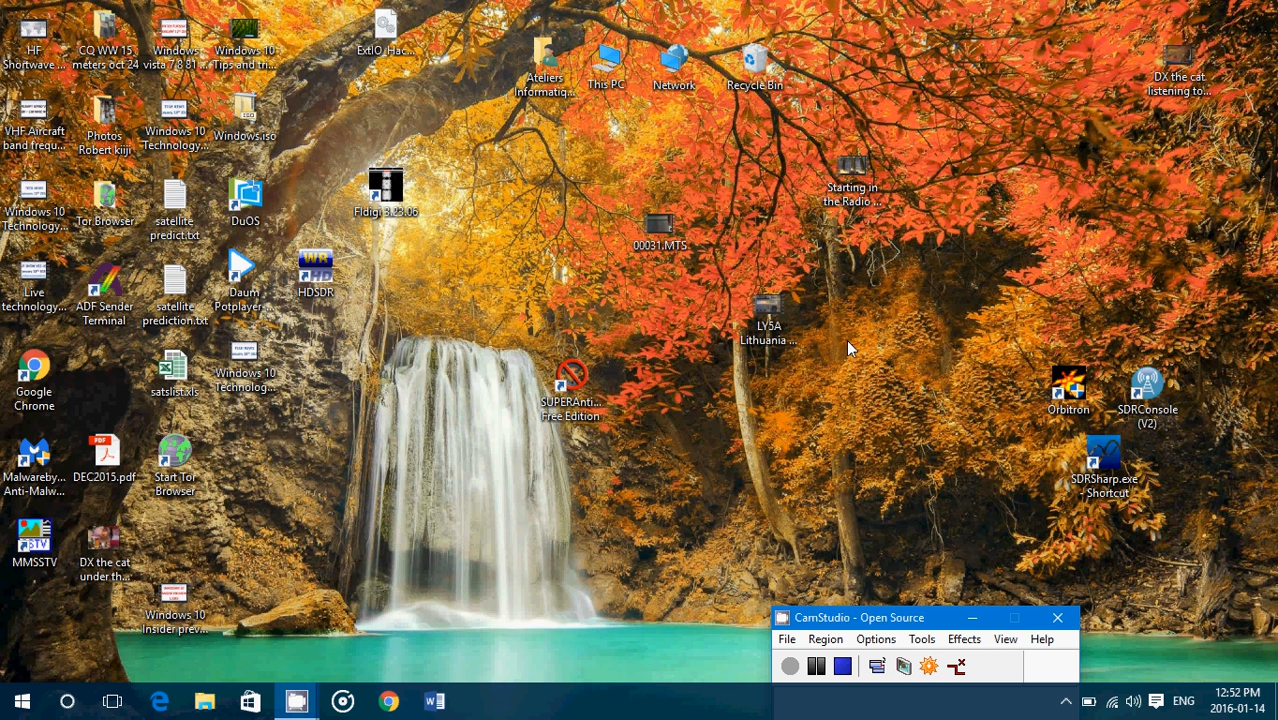 HF
Shortwave ...
CQ WW 15
meters oct 24
Windows
vista 7 8 81...
Windows 10
Tips and tri...
ExtIO_Hac...
Ateliers
Informatiq...
This PC
Network
Recycle Bin
DX the cat
listening to...
VHF Aircraft
band frequ...
Photos
Robert kiiji
Windows 10
Technology...
Windows.iso
Windows 10
Technology...
Tor Browser
satellite
predict.txt
DuOS
Fldigi 3.23.06
00031.MTS
Starting in
the Radio ...
Live
technology...
ADF Sender
Terminal
satellite
prediction.txt
Daum
Potplayer-...
WR
HD
HDSDR
LY5A
Lithuania ...
Google
Chrome
satslist.xls
Windows 10
Technolog...
SUPERAnti...
Free Edition
Orbitron
SDRConsole
(V2)
Malwareby...
Anti-Malw...
PDF
DEC2015.pdf
Start Tor
Browser
SDRSharp.exe
- Shortcut
MMSSTV
DX the cat
under th...
Windows 10
Insider prev...
CamStudio - Open Source
File Region Options Tools Effects View Help
ENG
12:52 PM
2016-01-14